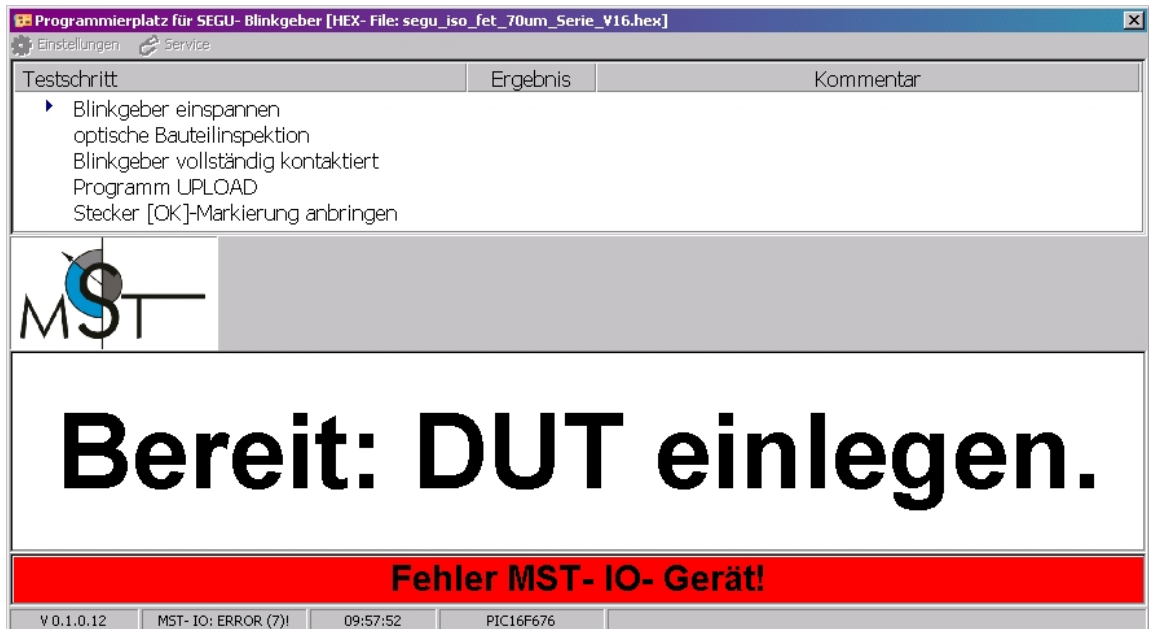 Programmierplatz für SEGU- Blinkgeber [HEX- File: segu_iso_fet_70um_Serie_V16.hex]
Einstellungen Service
Testschritt Ergebnis Kommentar
Blinkgeber einspannen
optische Bauteilinspektion
Blinkgeber vollständig kontaktiert
Programm UPLOAD
Stecker [OK]-Markierung anbringen
MST
Bereit: DUT einlegen.
Fehler MST- IO- Gerät!
V 0.1.0.12 MST- IO: ERROR (7)! 09:57:52 PIC16F676